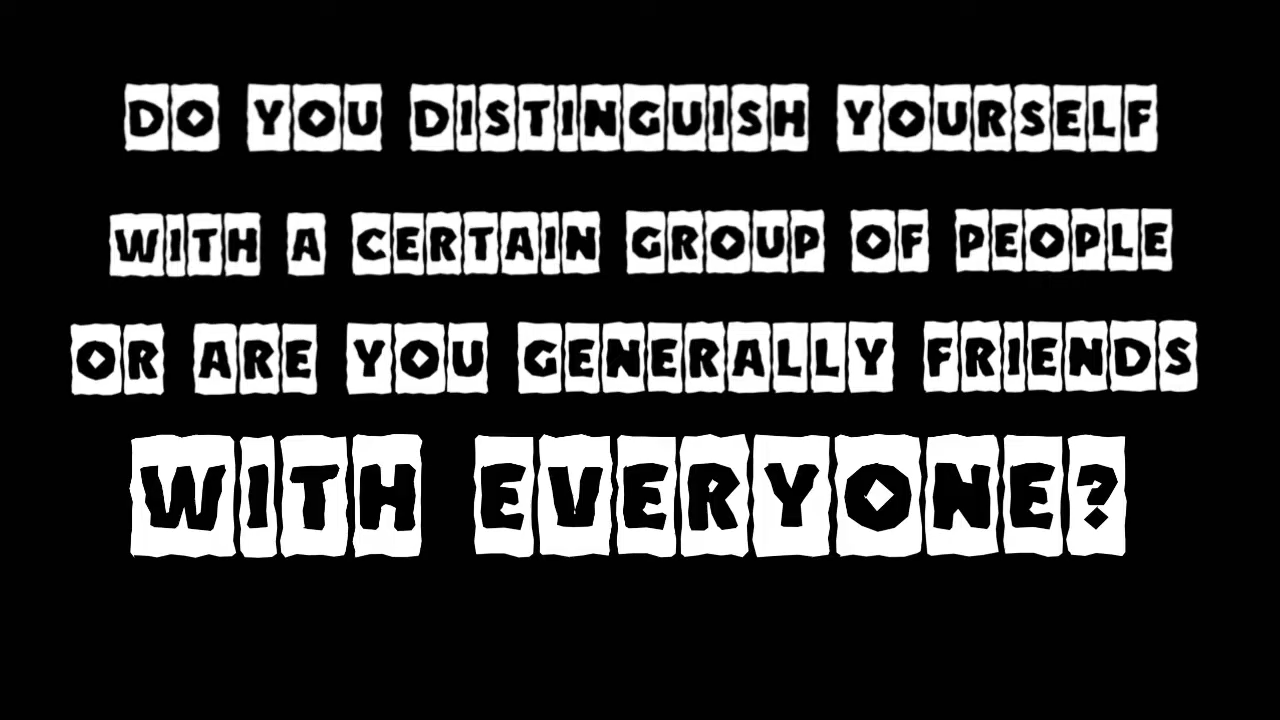 DO YOU DISTINGUISH YOURSELF
WITH A CERTAIN GROUP OF PEOPLE
OR ARE YOU GENERALLY FRIENDS
WITH EVERYONE?